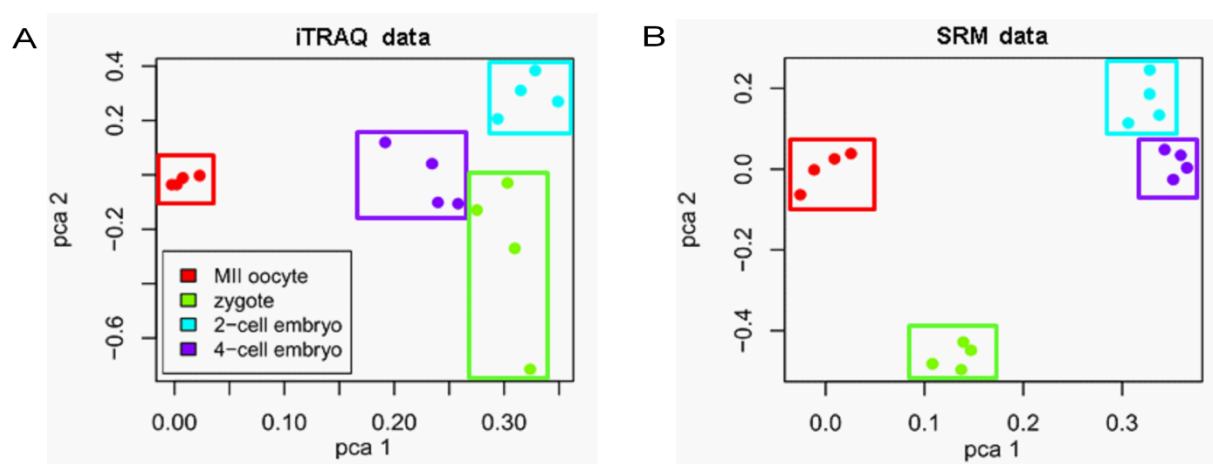 A
iTRAQ data
0.4
0.2
-0.2
-0.6
pca 2
MII oocyte
zygote
2-cell embryo
4-cell embryo
0.00
0.10
0.20
0.30
pca 1
B
SRM data
0.2
0.0
-0.2
-0.4
pca 2
0.0
0.1
0.2
0.3
pca 1